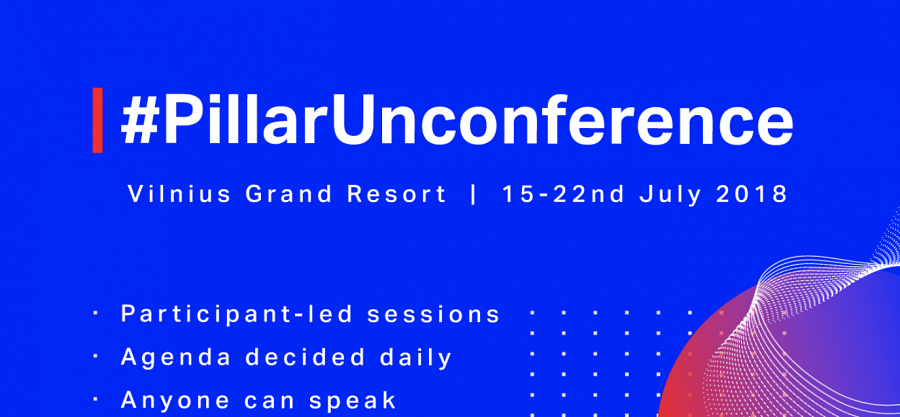 #PillarUnconference
Vilnius Grand Resort | 15-22nd July 2018
· Participant-led sessions
· Agenda decided daily
· Anyone can speak